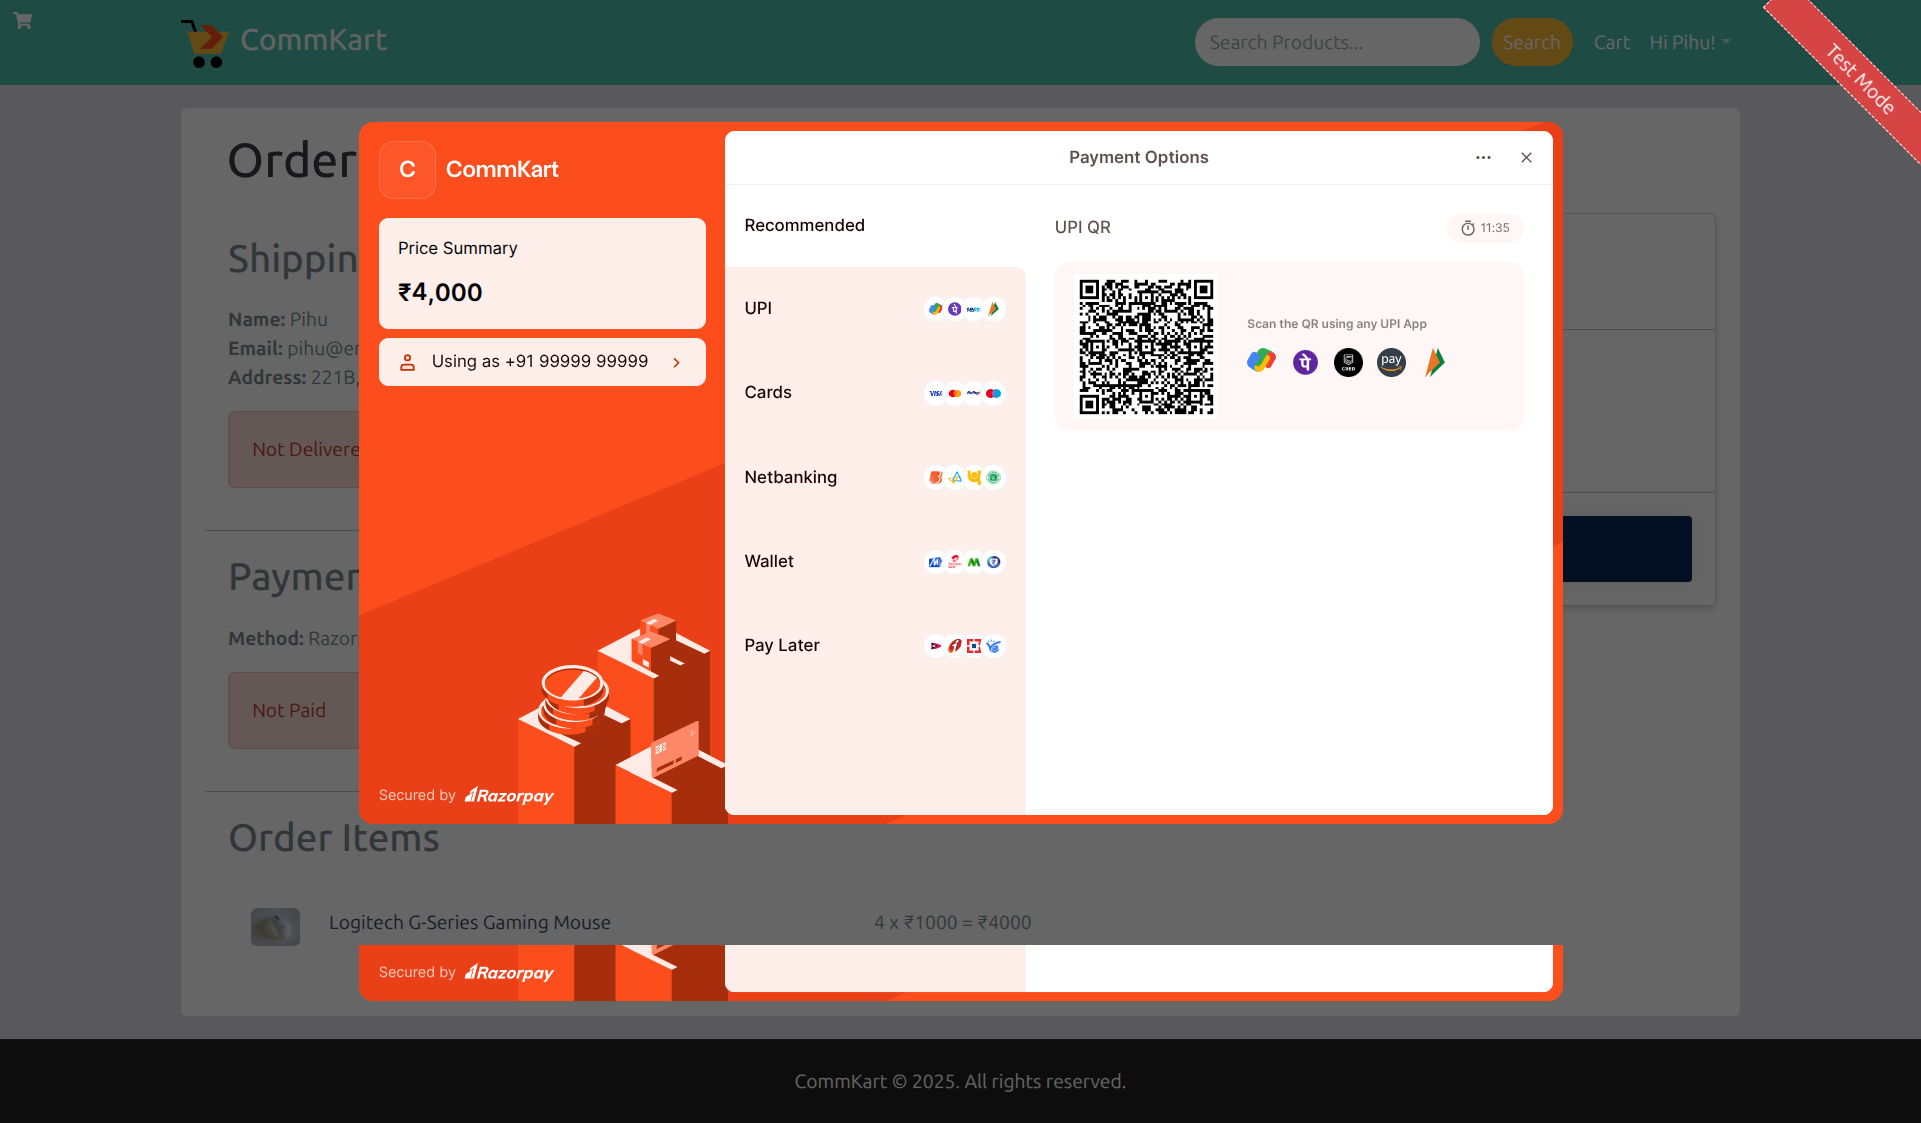 CommKart
Search Products...
Search
Cart
Hi Pihu!
Test Mode
Order
Shippin
Name: Pihu
Email: pihu@e
Address: 221B,
Not Delivere
Paymen
Method: Razor
Not Paid
Order Items
Logitech G-Series Gaming Mouse
4 x ₹1000 = ₹4000
C
CommKart
Price Summary
₹4,000
Using as +91 99999 99999
Secured by Razorpay
Payment Options
Recommended
UPI
Cards
VISA
Netbanking
Wallet
Pay Later
UPI QR
11:35
Scan the QR using any UPI App
CRED
pay
Secured by Razorpay
CommKart © 2025. All rights reserved.